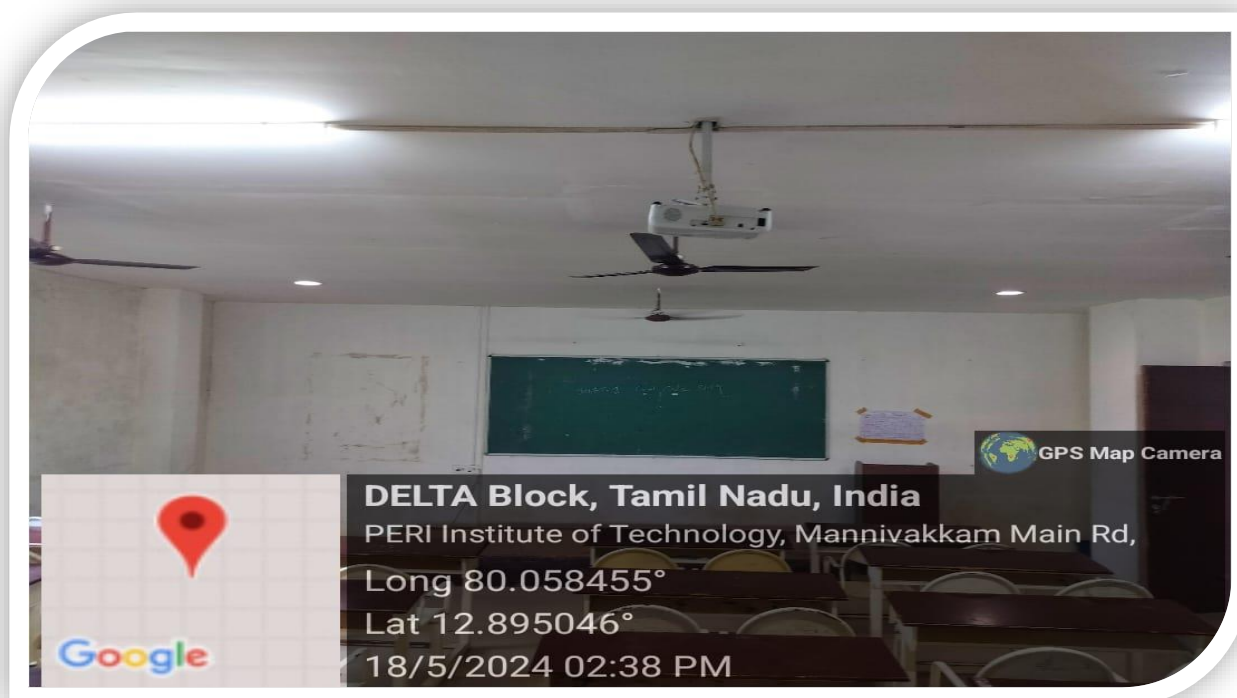 GPS Map Camera
DELTA Block, Tamil Nadu, India
PERI Institute of Technology, Mannivakkam Main Rd,
Long 80.058455°
Lat 12.895046°
18/5/2024 02:38 PM
Google